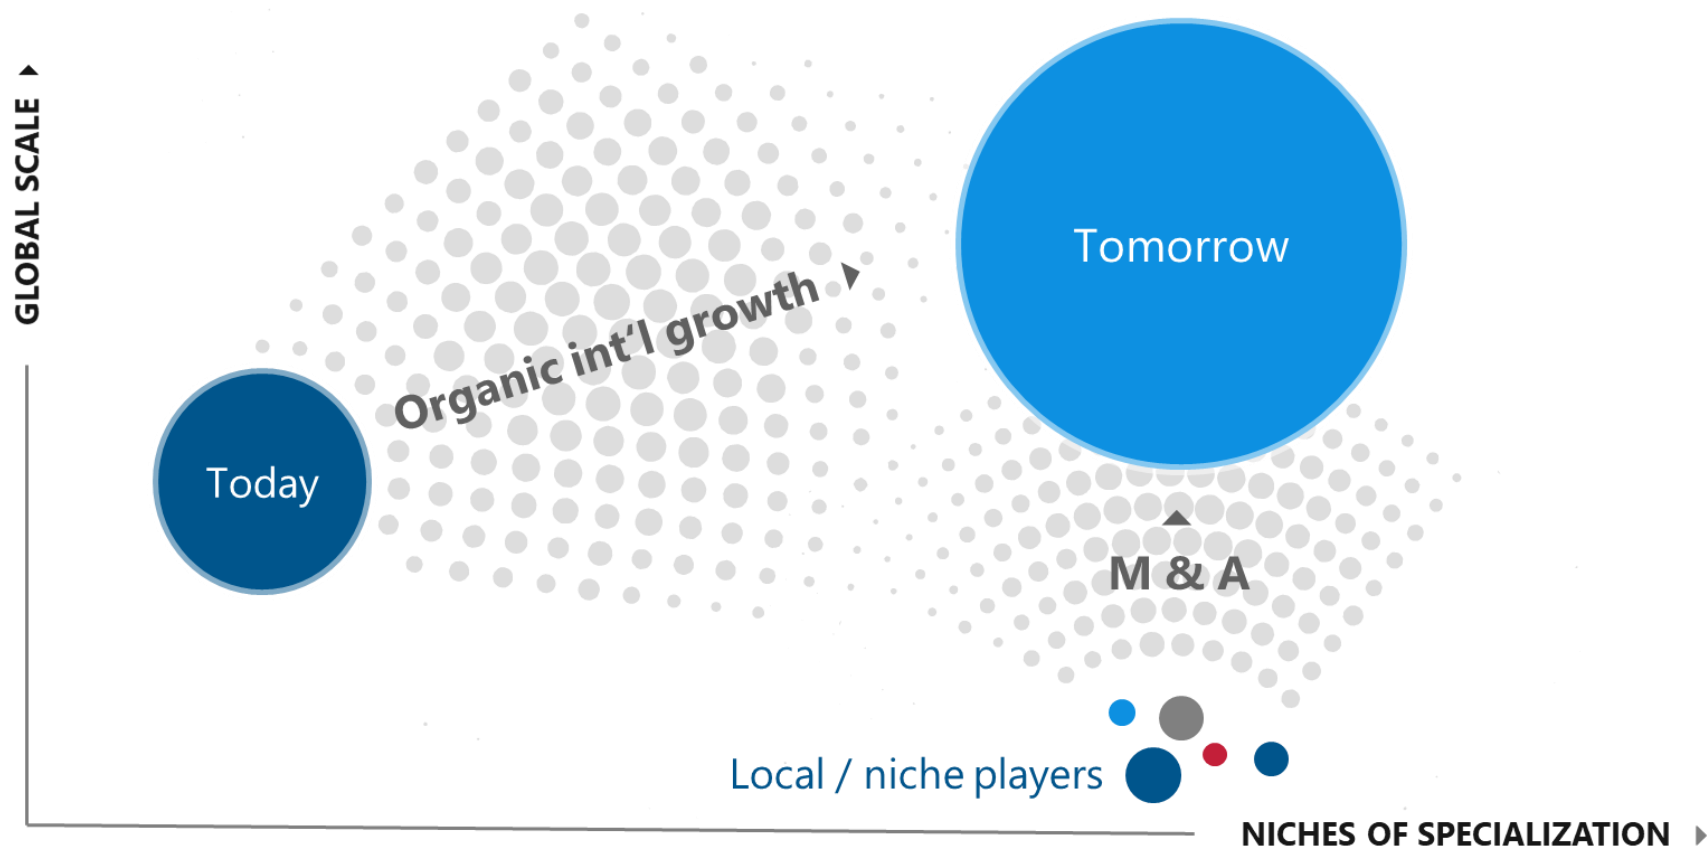 GLOBAL SCALE
Tomorrow
Organic int‘l growth
Today
M & A
Local / niche players
NICHES OF SPECIALIZATION